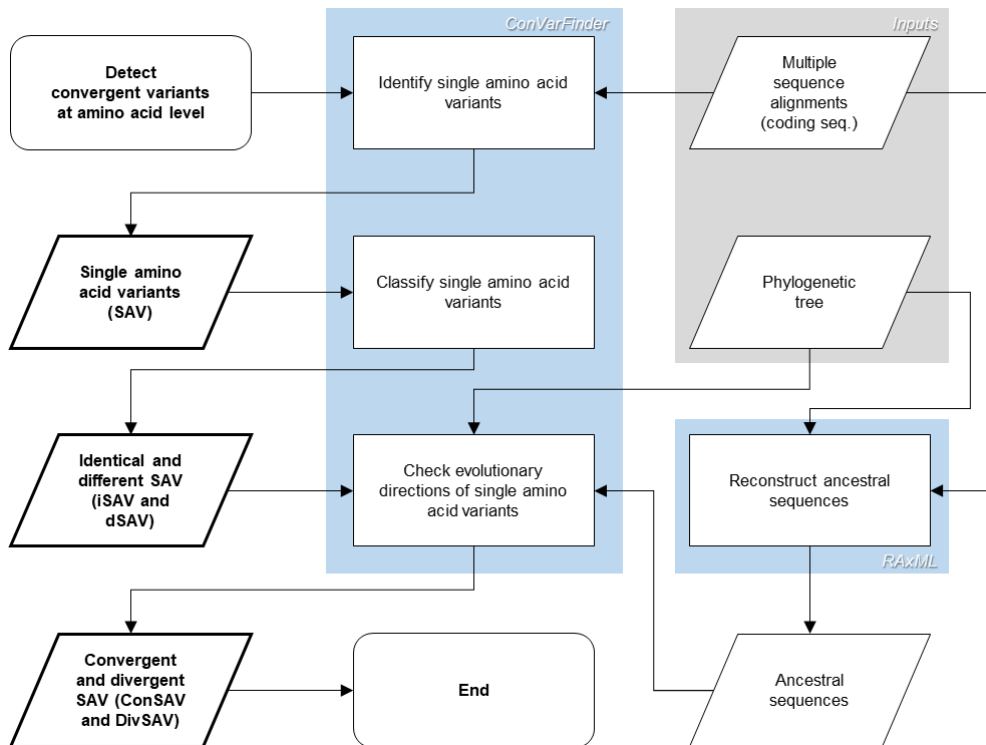 ConVarFinder
Inputs
Detect
convergent variants
at amino acid level
Identify single amino acid
variants
Multiple
sequence
alignments
(coding seq.)
Single amino
acid variants
(SAV)
Classify single amino acid
variants
Phylogenetic
tree
Identical and
different SAV
(iSAV and
dSAV)
Check evolutionary
directions of single amino
acid variants
Reconstruct ancestral
sequences
RAxML
Convergent
and divergent
SAV (ConSAV
and DivSAV)
End
Ancestral
sequences